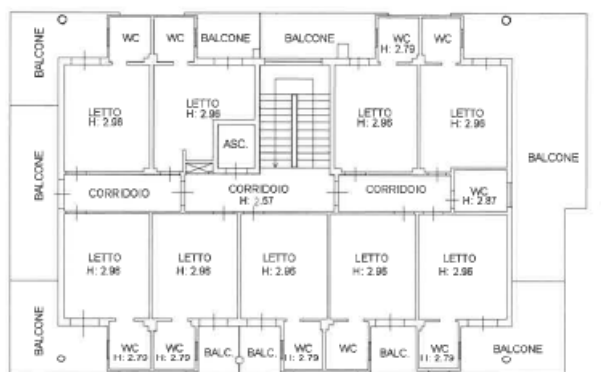 WC
WC
BALCONE
BALCONE
WC
H: 2.79
WC
BALCONE
LETTO
H: 2.96
LETTO
H: 2.96
LETTO
H: 2.96
LETTO
H: 2.96
ASC.
BALCONE
BALCONE
CORRIDOIO
CORRIDOIO
H: 2.57
CORRIDOIO
WC
H: 2.87
LETTO
H: 2.96
LETTO
H: 2.96
LETTO
H: 2.96
LETTO
H: 2.96
LETTO
H: 2.96
BALCONE
WC
H: 2.79
WC
H: 2.79
BALC.
BALC.
WC
H: 2.79
WC
BALC.
WC
H: 2.79
BALCONE